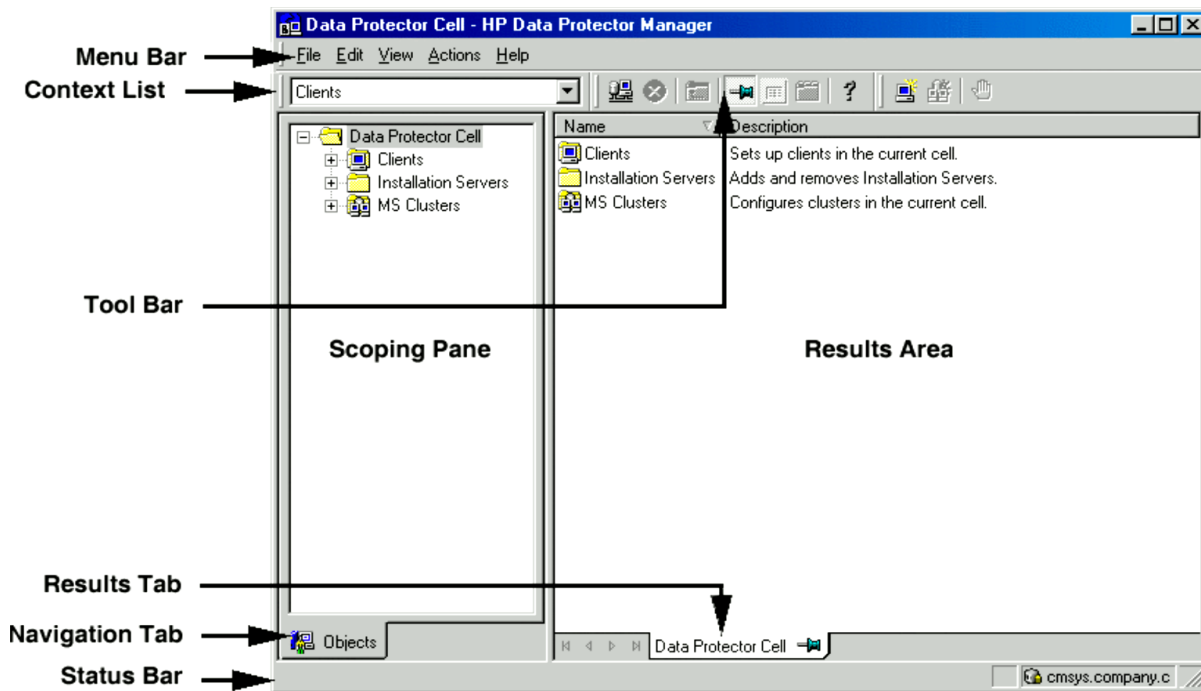 Data Protector Cell - HP Data Protector Manager
Menu Bar
File Edit View Actions Help
Context List
Clients
?
Data Protector Cell
Clients
Installation Servers
MS Clusters
Name Description
Clients Sets up clients in the current cell.
Installation Servers Adds and removes Installation Servers.
MS Clusters Configures clusters in the current cell.
Tool Bar
Scoping Pane
Results Area
Results Tab
Navigation Tab
Objects
Data Protector Cell
Status Bar
cmsys.company.c